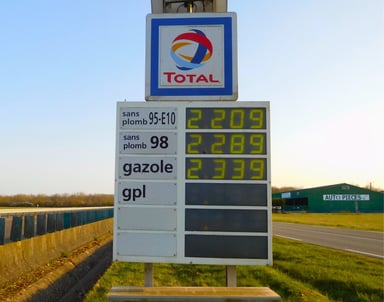 TOTAL
sans plomb 95-E10 2 209
sans plomb 98 2 289
gazole 2 339
gpl
AUTO PIECES